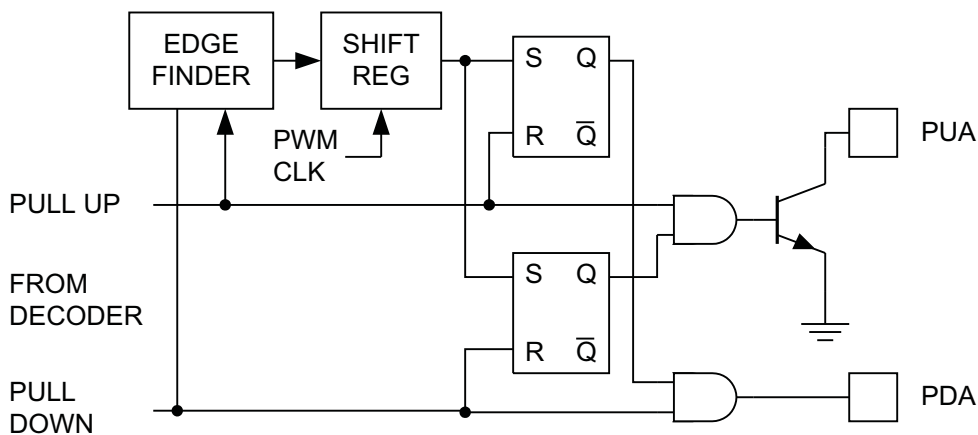 EDGE
FINDER
SHIFT
REG
S Q
R Q̅
PWM
CLK
PUA
PULL UP
FROM
DECODER
S Q
R Q̅
PULL
DOWN
PDA